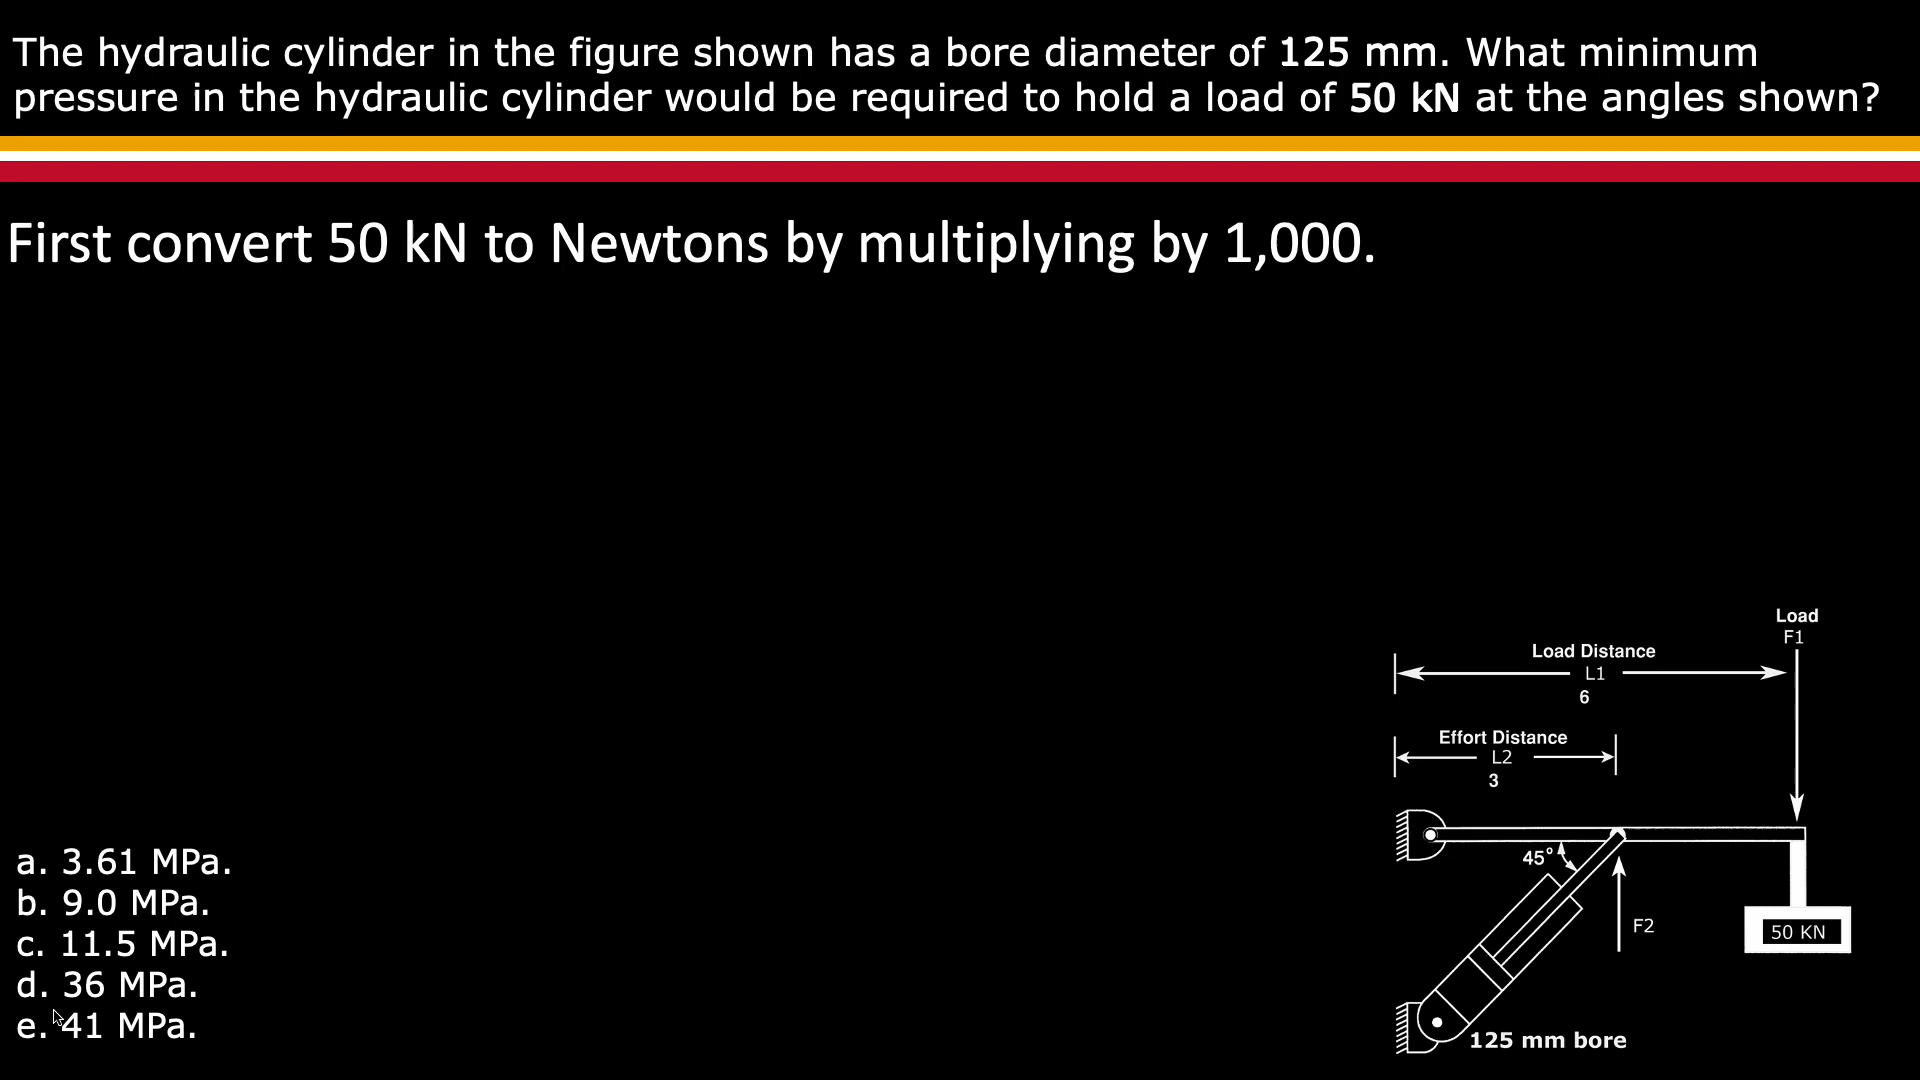 The hydraulic cylinder in the figure shown has a bore diameter of 125 mm. What minimum
pressure in the hydraulic cylinder would be required to hold a load of 50 kN at the angles shown?
First convert 50 kN to Newtons by multiplying by 1,000.
a. 3.61 MPa.
b. 9.0 MPa.
c. 11.5 MPa.
d. 36 MPa.
e. 41 MPa.
Load
F1
Load Distance
L1
6
Effort Distance
L2
3
45°
F2
50 KN
125 mm bore